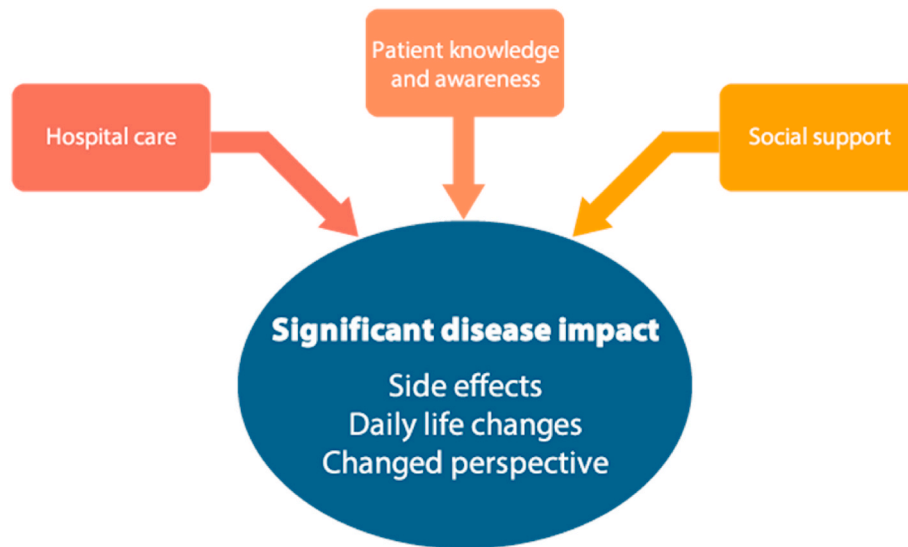 Patient knowledge
and awareness
Hospital care
Social support
Significant disease impact
Side effects
Daily life changes
Changed perspective